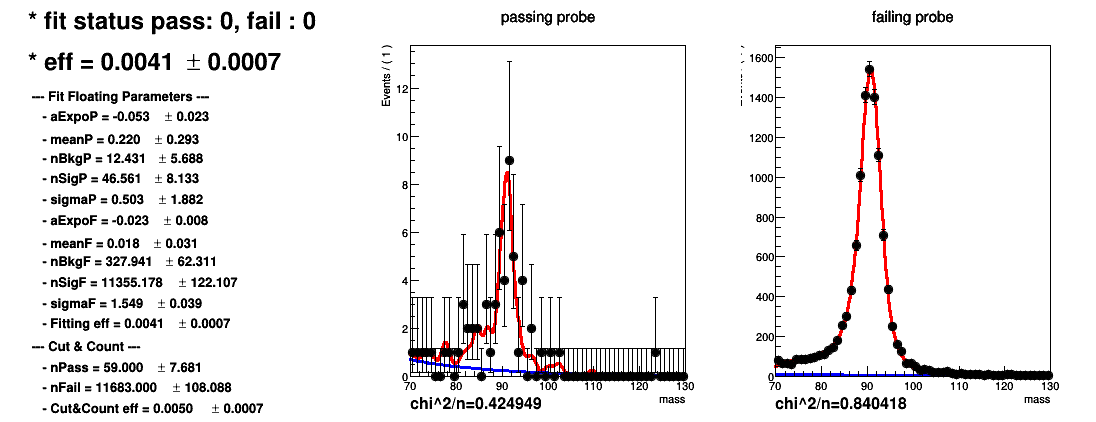 * fit status pass: 0, fail : 0
* eff = 0.0041 ± 0.0007
--- Fit Floating Parameters ---
- aExpoP = -0.053 ± 0.023
- meanP = 0.220 ± 0.293
- nBkgP = 12.431 ± 5.688
- nSigP = 46.561 ± 8.133
- sigmaP = 0.503 ± 1.882
- aExpoF = -0.023 ± 0.008
- meanF = 0.018 ± 0.031
- nBkgF = 327.941 ± 62.311
- nSigF = 11355.178 ± 122.107
- sigmaF = 1.549 ± 0.039
- Fitting eff = 0.0041 ± 0.0007
--- Cut & Count ---
- nPass = 59.000 ± 7.681
- nFail = 11683.000 ± 108.088
- Cut&Count eff = 0.0050 ± 0.0007
passing probe
Events / ( 1 )
12
10
8
6
4
2
0
70 80 90 100 110 120 130
mass
chi^2/n=0.424949
failing probe
1600
1400
1200
1000
800
600
400
200
0
70 80 90 100 110 120 130
mass
chi^2/n=0.840418